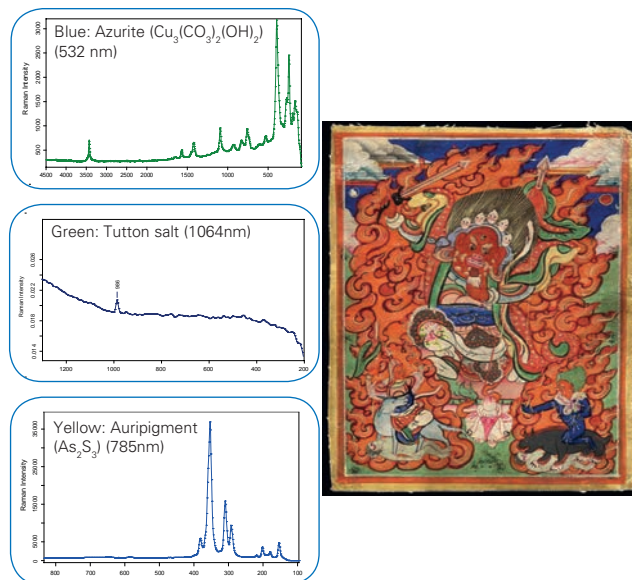 Blue: Azurite (Cu₃(CO₃)₂(OH)₂)
(532 nm)
Raman Intensity
3000
2500
2000
1500
1000
500
4500 4000 3500 3000 2500 2000 1500 1000 500
Green: Tutton salt (1064nm)
Raman Intensity
0.026
0.022
0.018
0.014
1200 1000 800 600 400 200
Yellow: Auripigment
(As₂S₃) (785nm)
Raman Intensity
35000
25000
15000
5000
0
800 700 600 500 400 300 200 100